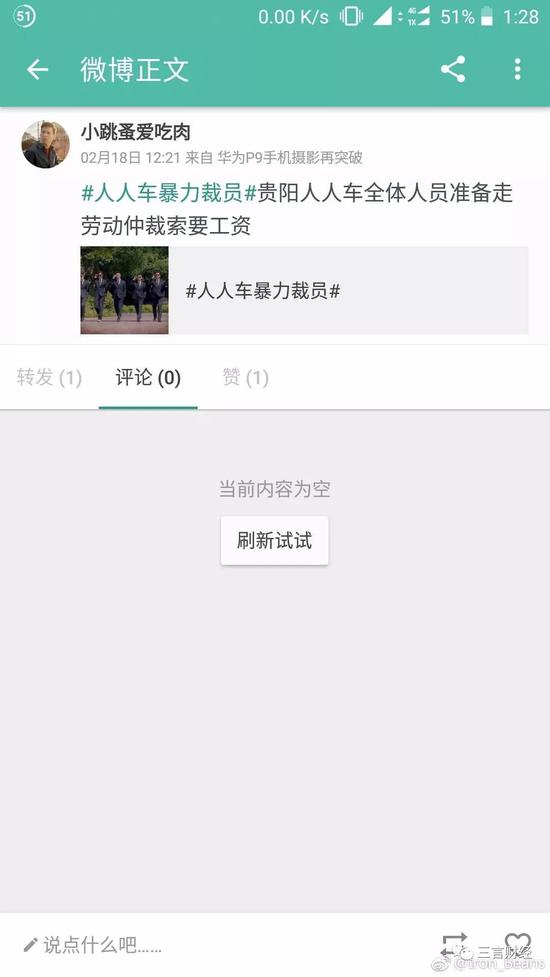 51
0.00 K/s
4G
1X
51%
1:28
微博正文
小跳蚤爱吃肉
02月18日 12:21 来自 华为P9手机摄影再突破
#人人车暴力裁员#贵阳人人车全体人员准备走
劳动仲裁索要工资
#人人车暴力裁员#
转发 (1)
评论 (0)
赞 (1)
当前内容为空
刷新试试
说点什么吧......
三言财经
@iron_beans